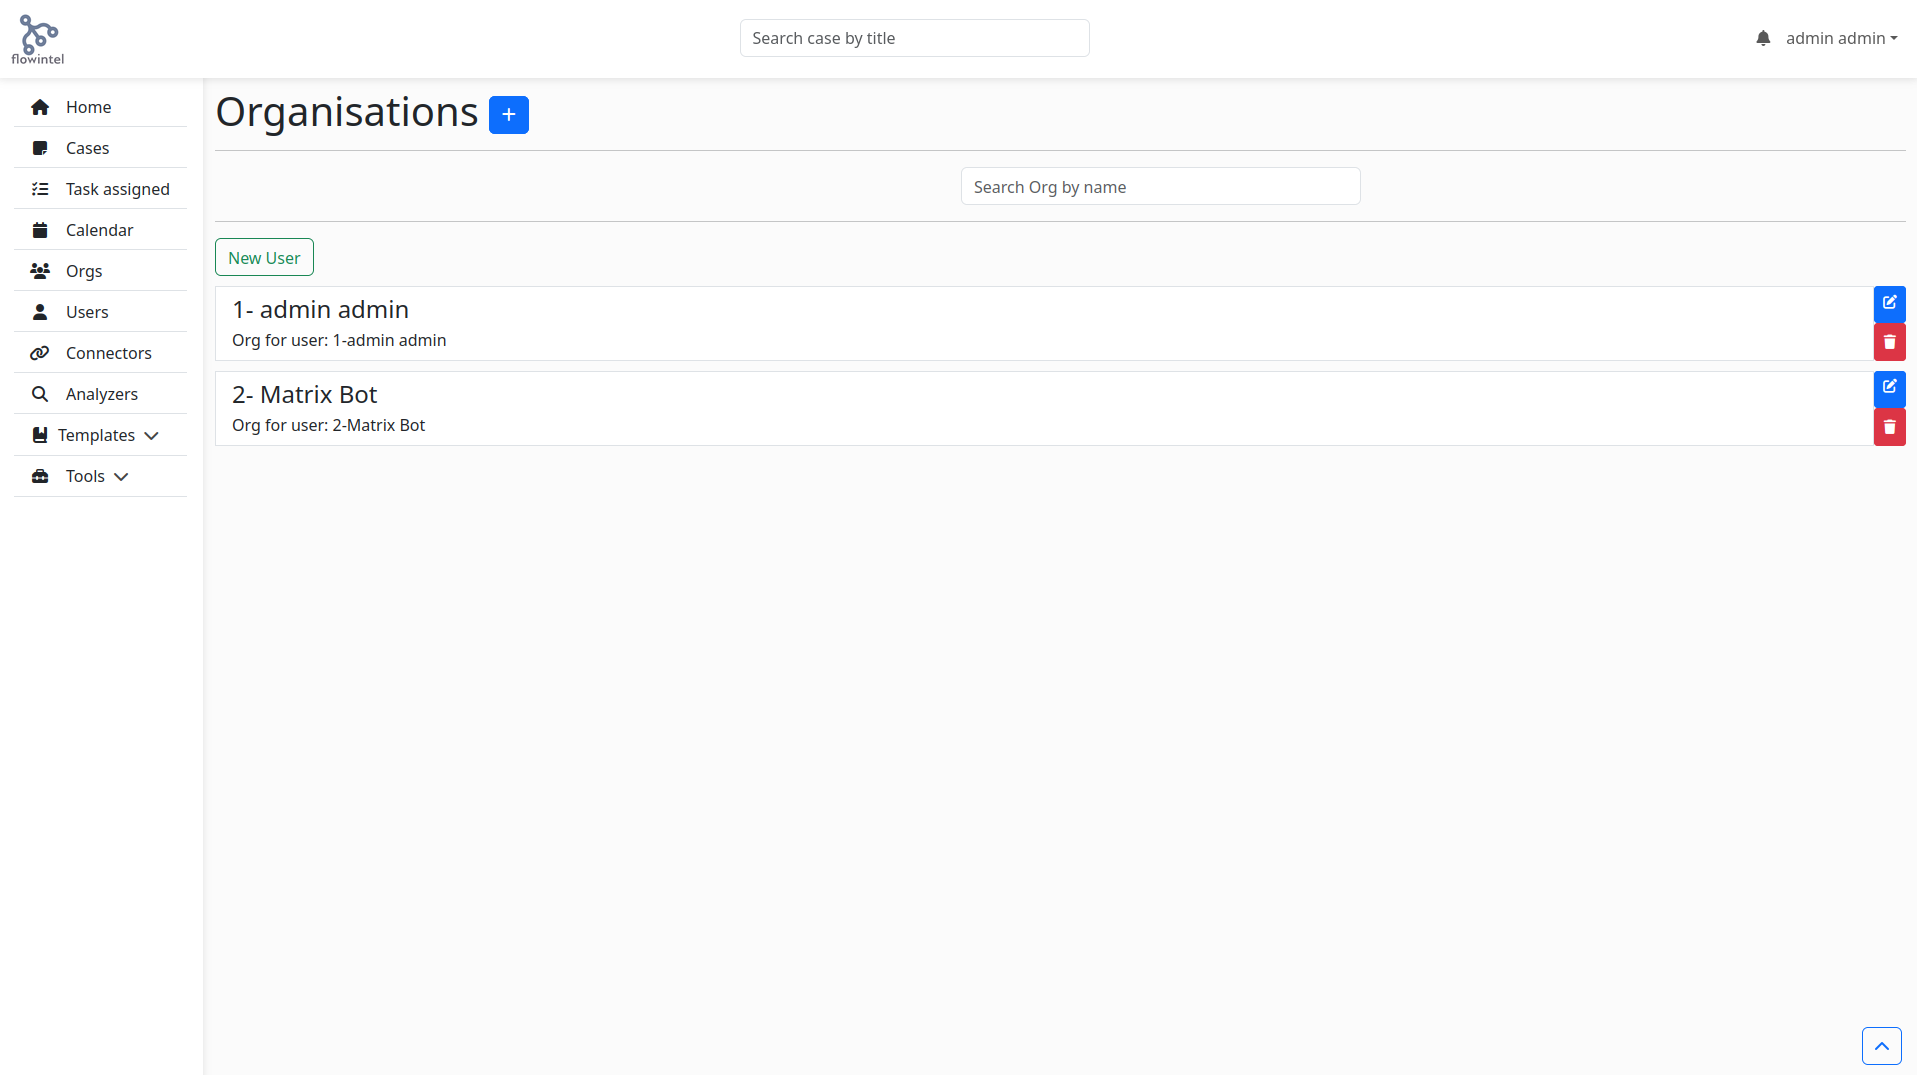 flowintel
Search case by title
admin admin
Home
Cases
Task assigned
Calendar
Orgs
Users
Connectors
Analyzers
Templates
Tools
Organisations +
Search Org by name
New User
1- admin admin
Org for user: 1-admin admin
2- Matrix Bot
Org for user: 2-Matrix Bot